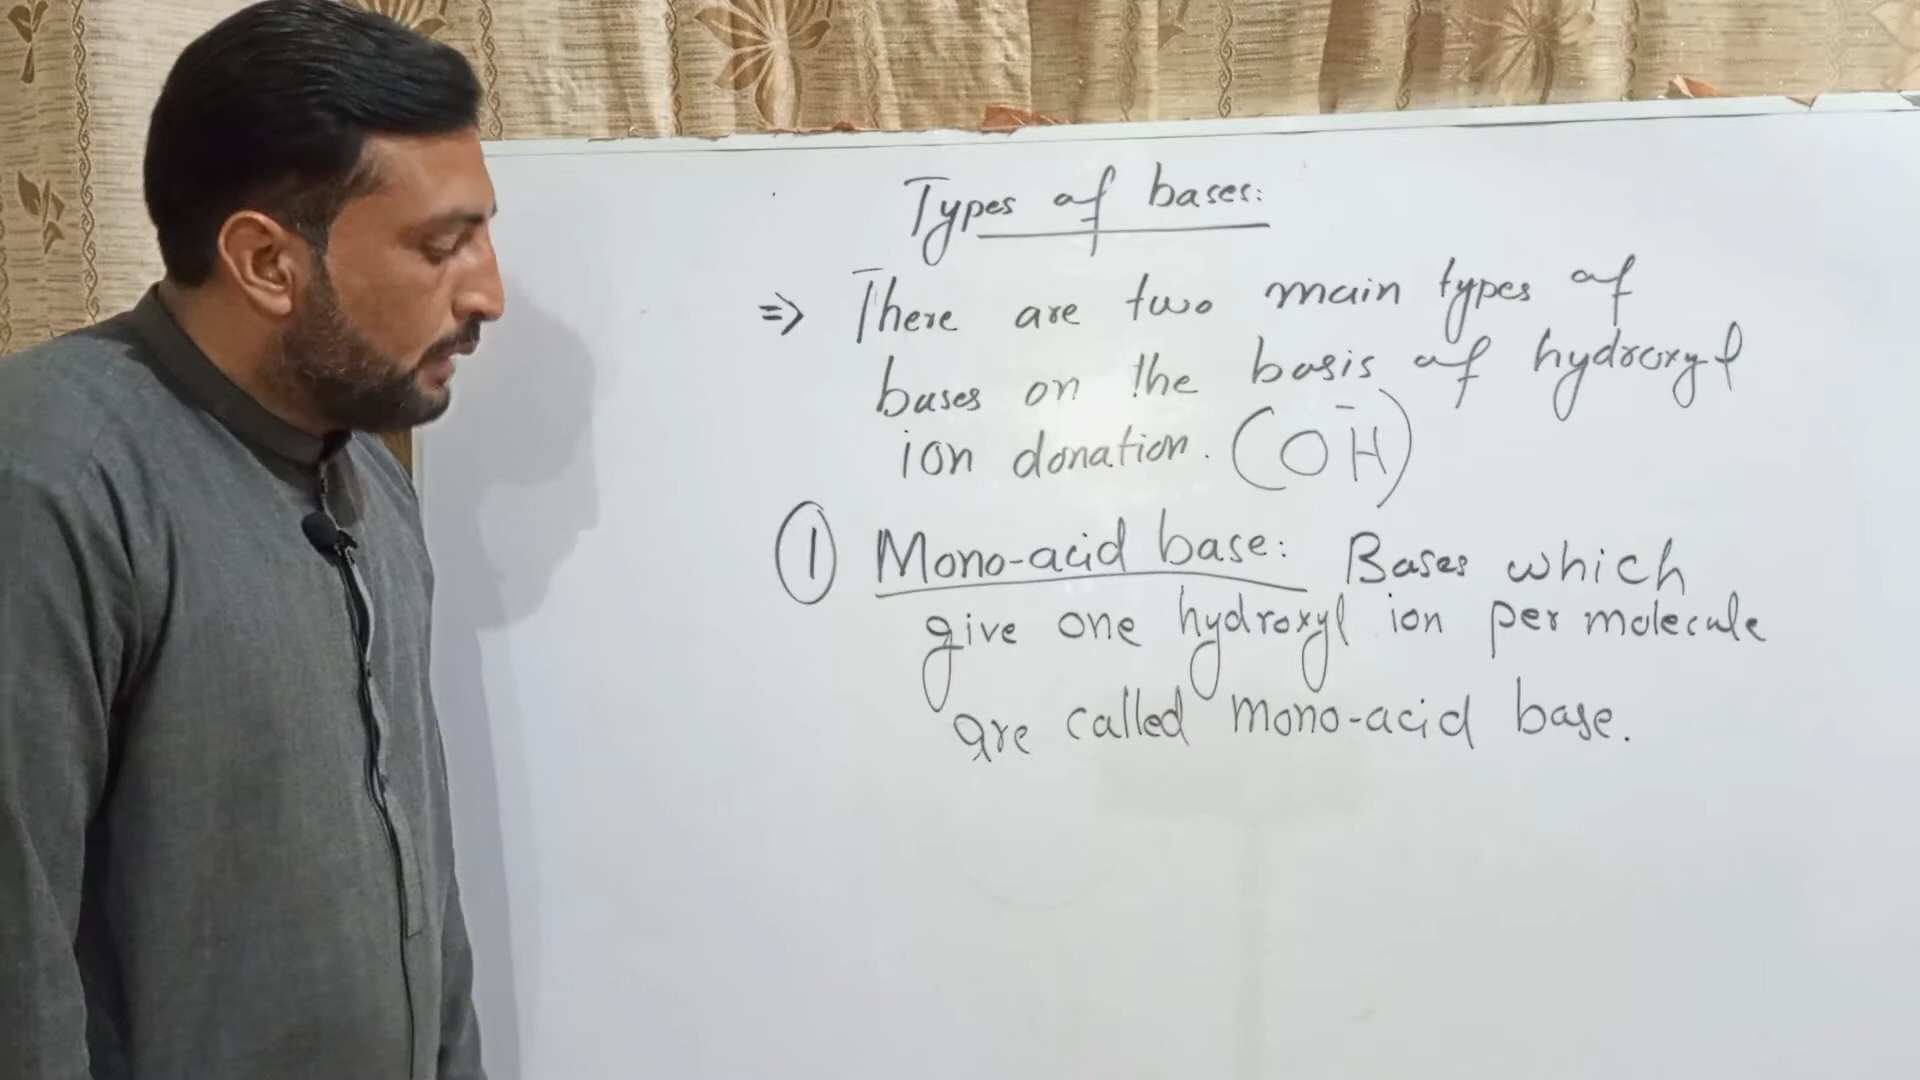 Types of bases:
=> There are two main types of
bases on the basis of hydroxyl
ion donation. (OH̄)
① Mono-acid base: Bases which
give one hydroxyl ion per molecule
are called mono-acid base.